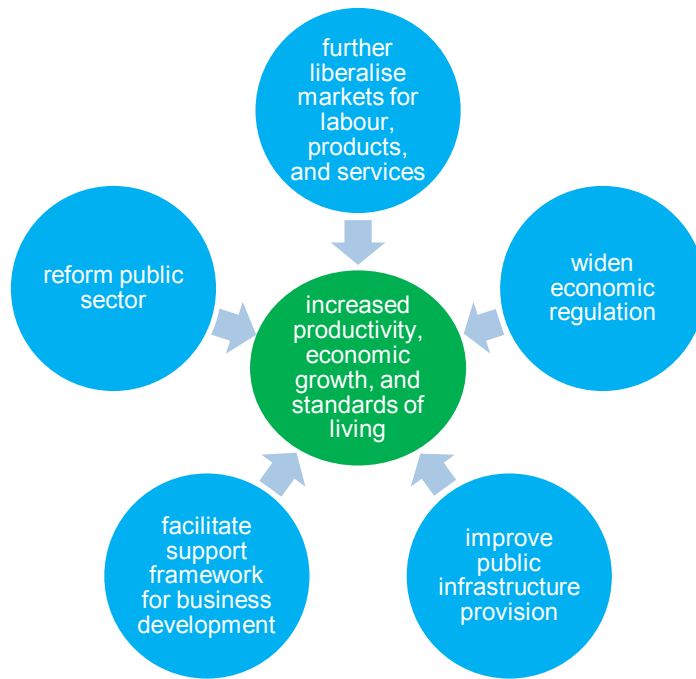 further
liberalise
markets for
labour,
products,
and services
reform public
sector
widen
economic
regulation
increased
productivity,
economic
growth, and
standards of
living
facilitate
support
framework
for business
development
improve
public
infrastructure
provision